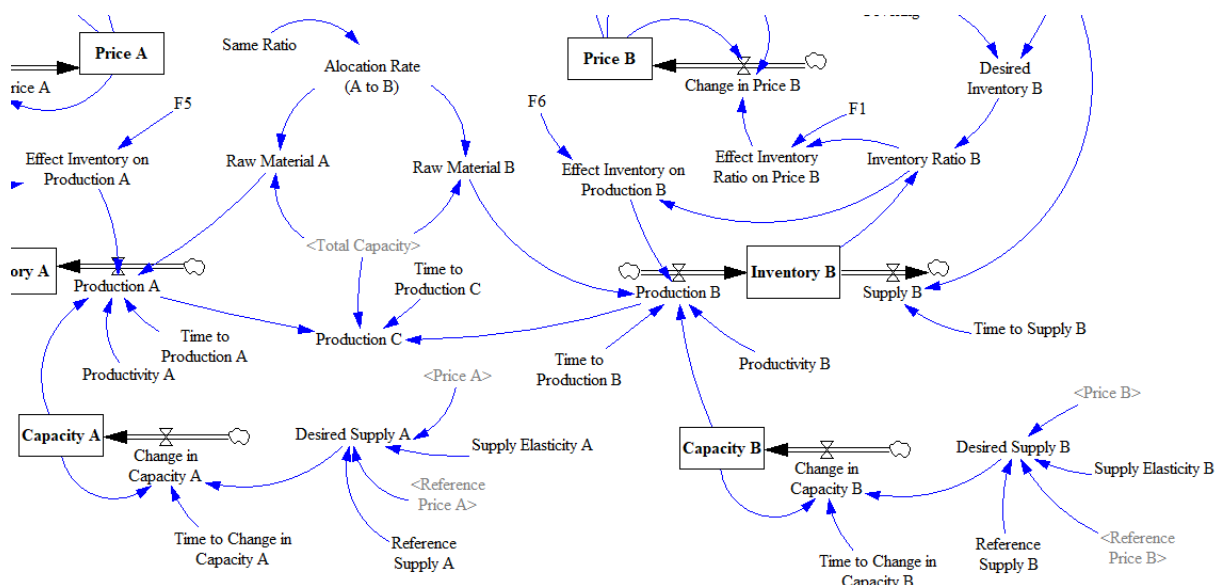 Price A
Same Ratio
Alocation Rate
(A to B)
Price B
Change in Price B
Desired
Inventory B
rice A
F5
F6
F1
Effect Inventory on
Production A
Raw Material A
Raw Material B
Effect Inventory on
Production B
Effect Inventory
Ratio on Price B
Inventory Ratio B
<Total Capacity>
ory A
Production A
Time to
Production C
Production B
Inventory B
Supply B
Production C
Time to
Production A
Productivity A
Time to
Production B
Productivity B
Time to Supply B
<Price A>
<Price B>
Capacity A
Change in
Capacity A
Desired Supply A
Supply Elasticity A
Capacity B
Change in
Capacity B
Desired Supply B
Supply Elasticity B
<Reference
Price A>
Time to Change in
Capacity A
Reference
Supply A
Time to Change in
Capacity B
Reference
Supply B
<Reference
Price B>